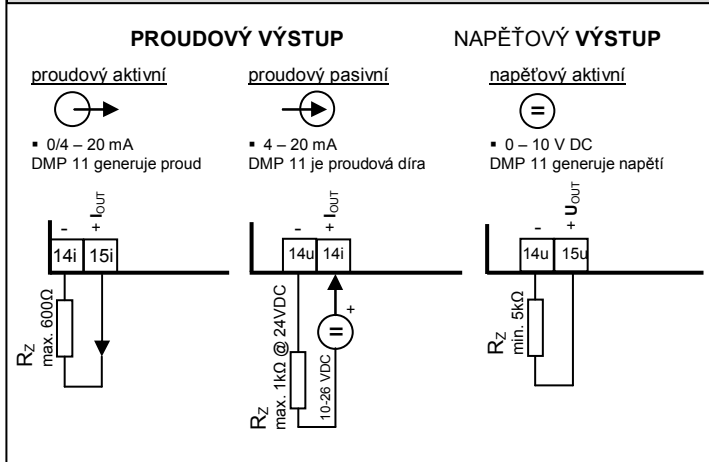 PROUDOVÝ VÝSTUP
NAPĚŤOVÝ VÝSTUP
proudový aktivní
▪ 0/4 – 20 mA
DMP 11 generuje proud
- + IOUT
14i 15i
RZ
max. 600Ω
proudový pasivní
▪ 4 – 20 mA
DMP 11 je proudová díra
- + IOUT
14u 14i
RZ
max. 1kΩ @ 24VDC
10-26 VDC
= +
napěťový aktivní
=
▪ 0 – 10 V DC
DMP 11 generuje napětí
- + UOUT
14u 15u
RZ
min. 5kΩ